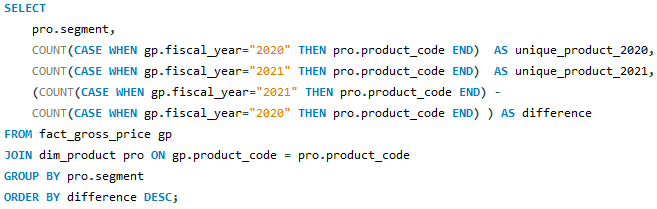 SELECT
pro.segment,
COUNT(CASE WHEN gp.fiscal_year="2020" THEN pro.product_code END)  AS unique_product_2020,
COUNT(CASE WHEN gp.fiscal_year="2021" THEN pro.product_code END)  AS unique_product_2021,
(COUNT(CASE WHEN gp.fiscal_year="2021" THEN pro.product_code END) -
COUNT(CASE WHEN gp.fiscal_year="2020" THEN pro.product_code END) ) AS difference
FROM fact_gross_price gp
JOIN dim_product pro ON gp.product_code = pro.product_code
GROUP BY pro.segment
ORDER BY difference DESC;